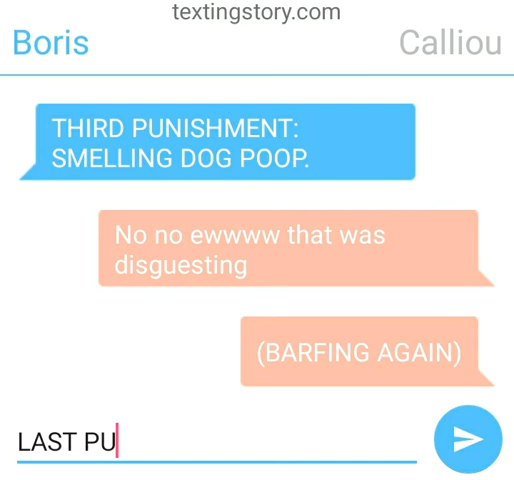 textingstory.com
Boris
Calliou
THIRD PUNISHMENT:
SMELLING DOG POOP.
No no ewwww that was
disguesting
(BARFING AGAIN)
LAST PU